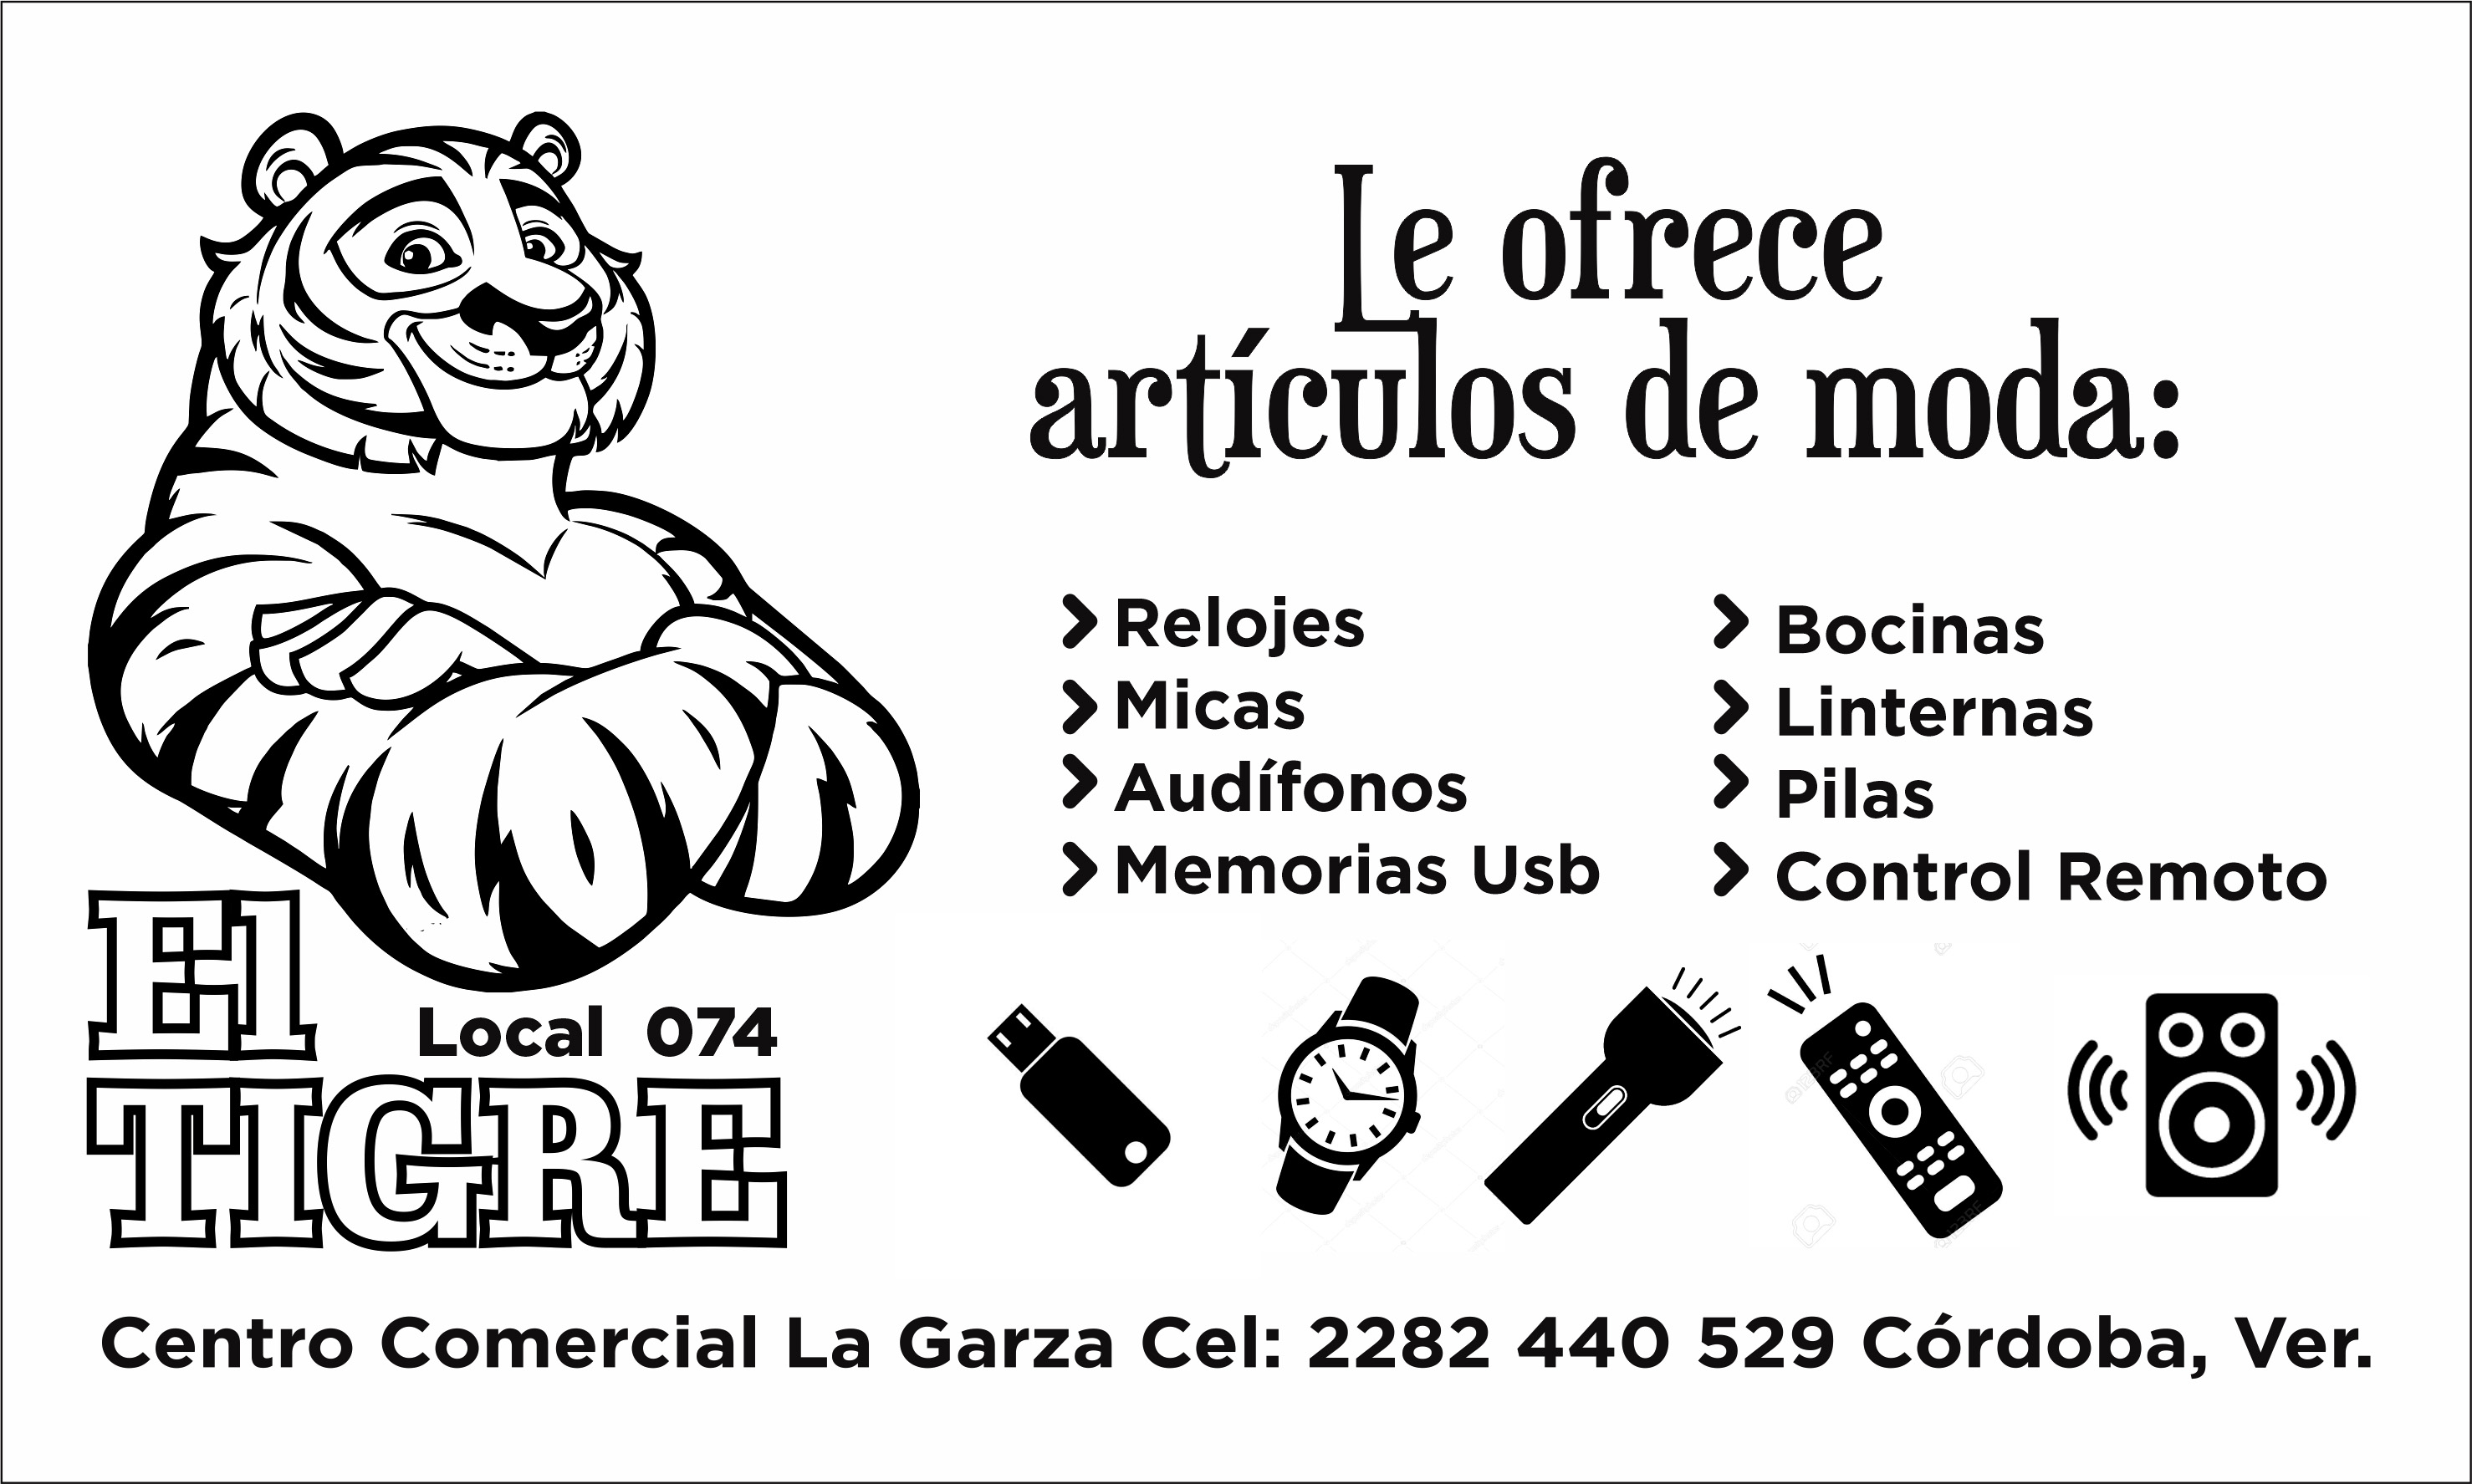 Le ofrece
artículos de moda:
Relojes
Micas
Audífonos
Memorias Usb
Bocinas
Linternas
Pilas
Control Remoto
El
Local 074
TIGRE
Centro Comercial La Garza Cel: 2282 440 529 Córdoba, Ver.